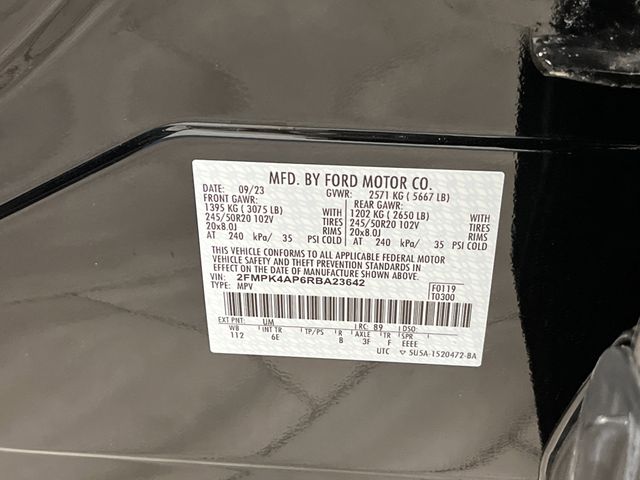 MFD. BY FORD MOTOR CO.
DATE: 09/23 GVWR: 2571 KG ( 5667 LB)
FRONT GAWR: REAR GAWR:
1395 KG ( 3075 LB) WITH 1202 KG ( 2650 LB) WITH
245/50R20 102V TIRES 245/50R20 102V TIRES
20x8.0J RIMS 20x8.0J RIMS
AT 240 kPa/ 35 PSI COLD AT 240 kPa/ 35 PSI COLD
THIS VEHICLE CONFORMS TO ALL APPLICABLE FEDERAL MOTOR
VEHICLE SAFETY AND THEFT PREVENTION STANDARDS IN
EFFECT ON THE DATE OF MANUFACTURE SHOWN ABOVE.
VIN: 2FMPK4AP6RBA23642 F0119
TYPE: MPV T0300
EXT PNT: UM RC: 89 DSO:
WB INT TR TP/PS R AXLE TR SPR
112 6E B 3F F EEEE
UTC 5U5A-1520472-BA